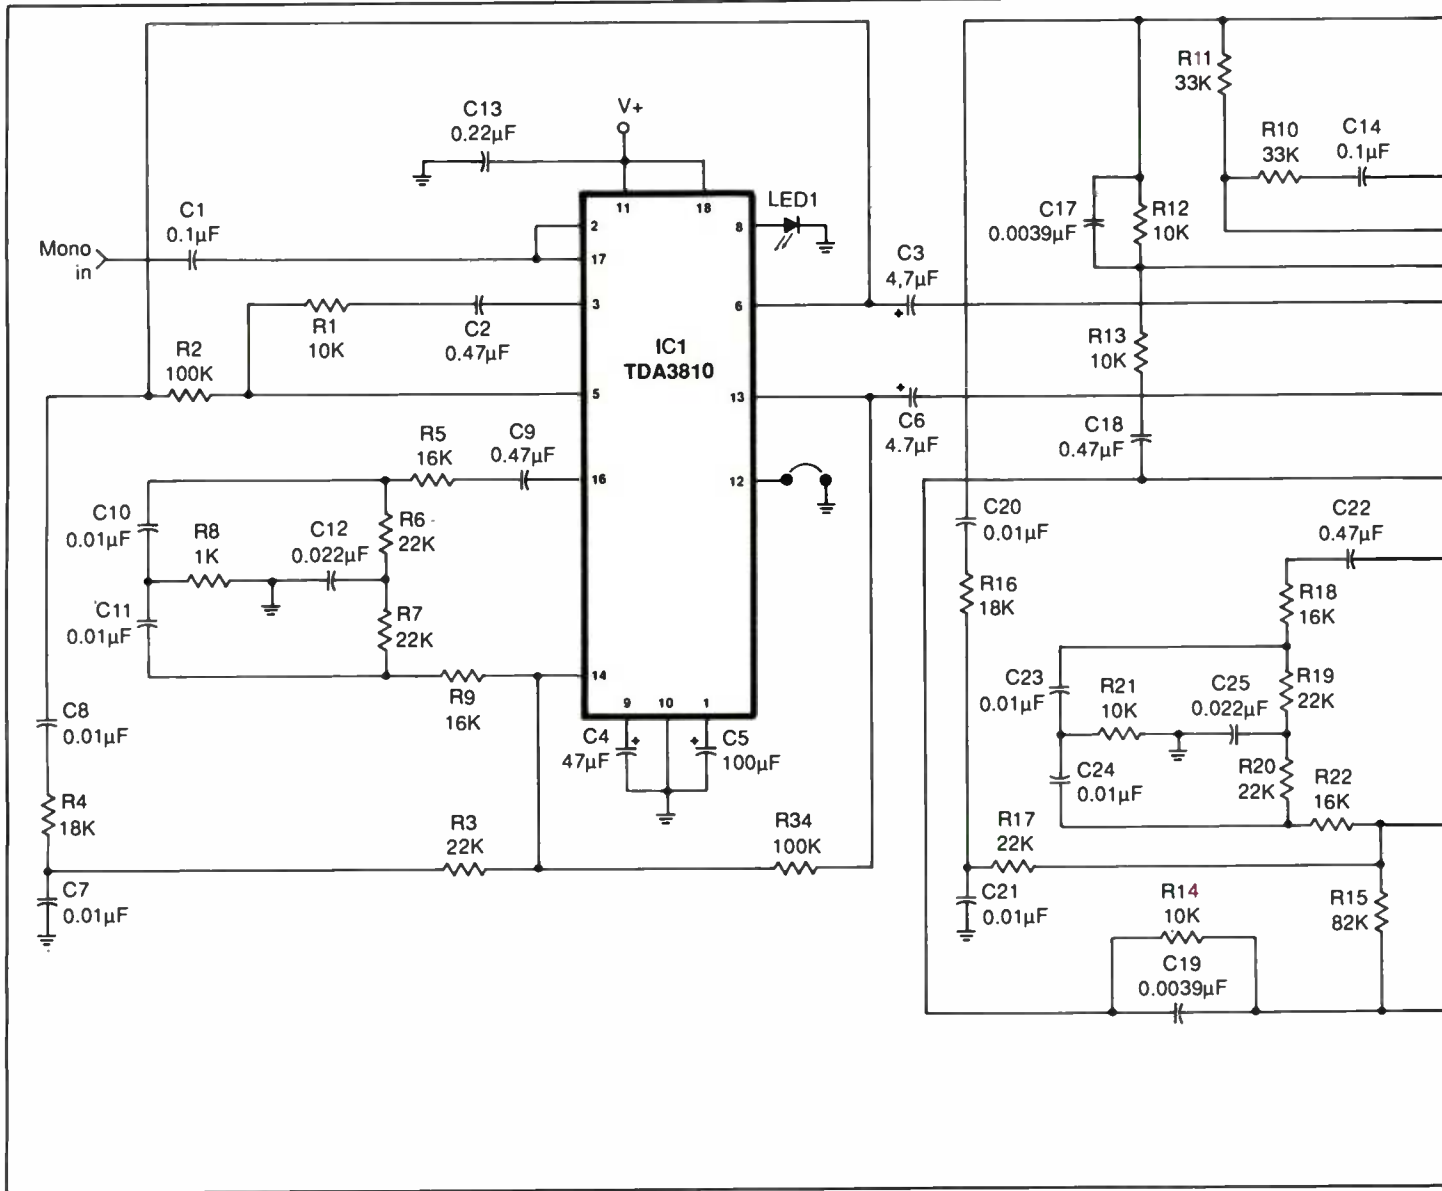 C13
0.22µF
V+
C1
0.1µF
Mono
in
R1
10K
C2
0.47µF
R2
100K
R5
16K
C9
0.47µF
C10
0.01µF
R8
1K
C12
0.022µF
R6
22K
C11
0.01µF
R7
22K
R9
16K
C8
0.01µF
R4
18K
C7
0.01µF
R3
22K
R34
100K
11
18
2
17
3
5
16
14
8
6
13
12
9
10
1
IC1
TDA3810
LED1
C4
47µF
C5
100µF
+
+
C3
4,7µF
+
+
C6
4.7µF
R11
33K
R10
33K
C14
0.1µF
C17
0.0039µF
R12
10K
R13
10K
C18
0.47µF
C20
0.01µF
C22
0.47µF
R16
18K
R18
16K
C23
0.01µF
R21
10K
C25
0.022µF
R19
22K
C24
0.01µF
R20
22K
R22
16K
R17
22K
C21
0.01µF
R14
10K
C19
0.0039µF
R15
82K